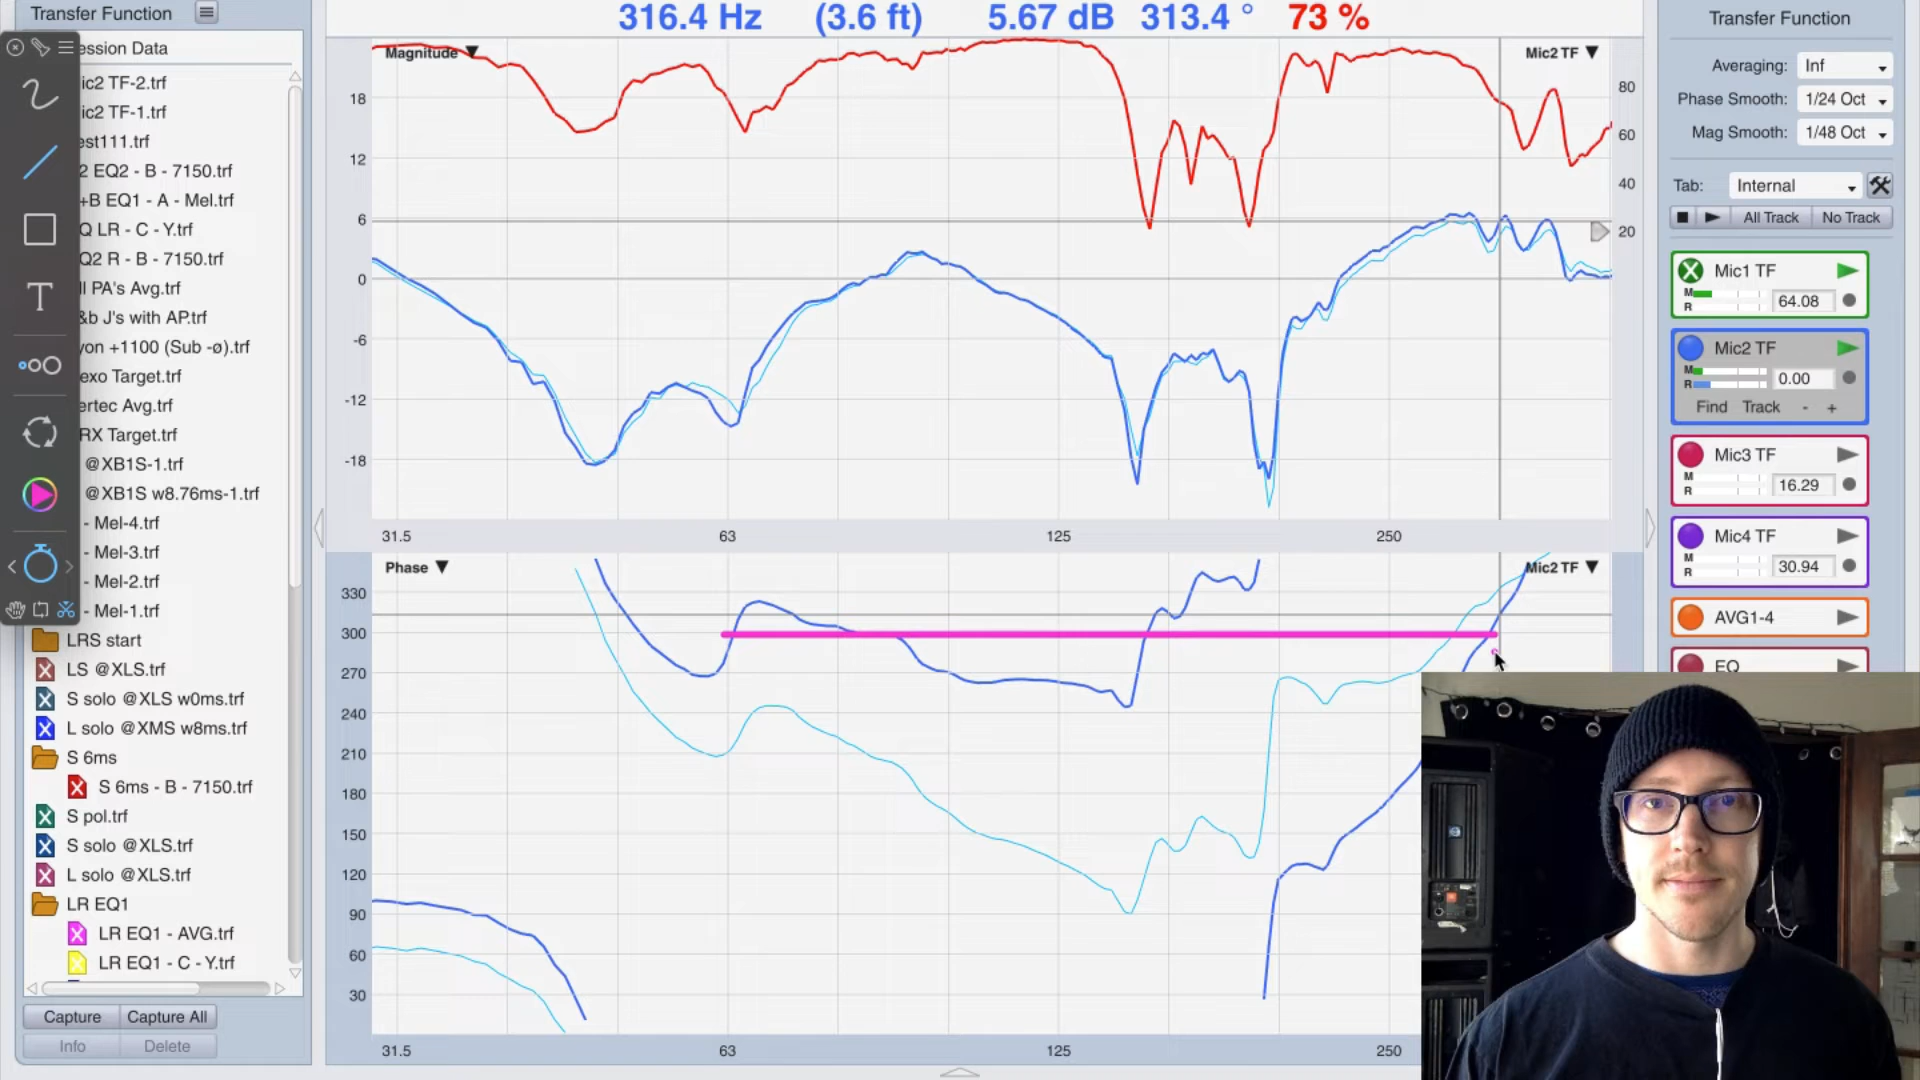 Transfer Function
ession Data
ic2 TF-2.trf
ic2 TF-1.trf
est111.trf
2 EQ2 - B - 7150.trf
+B EQ1 - A - Mel.trf
Q LR - C - Y.trf
Q2 R - B - 7150.trf
ll PA's Avg.trf
&b J's with AP.trf
yon +1100 (Sub -ø).trf
exo Target.trf
ertec Avg.trf
RX Target.trf
@XB1S-1.trf
@XB1S w8.76ms-1.trf
- Mel-4.trf
- Mel-3.trf
- Mel-2.trf
- Mel-1.trf
LRS start
LS @XLS.trf
S solo @XLS w0ms.trf
L solo @XMS w8ms.trf
S 6ms
S 6ms - B - 7150.trf
S pol.trf
S solo @XLS.trf
L solo @XLS.trf
LR EQ1
LR EQ1 - AVG.trf
LR EQ1 - C - Y.trf
Capture Capture All
Info Delete
T
316.4 Hz (3.6 ft) 5.67 dB 313.4 ° 73 %
Magnitude ▼ Mic2 TF ▼
18
12
6
0
-6
-12
-18
80
60
40
20
31.5 63 125 250
Phase ▼ Mic2 TF ▼
330
300
270
240
210
180
150
120
90
60
30
31.5 63 125 250
Transfer Function
Averaging: Inf
Phase Smooth: 1/24 Oct
Mag Smooth: 1/48 Oct
Tab: Internal
All Track No Track
Mic1 TF
M
R 64.08
Mic2 TF
M
R 0.00
Find Track - +
Mic3 TF
M
R 16.29
Mic4 TF
M
R 30.94
AVG1-4
EQ